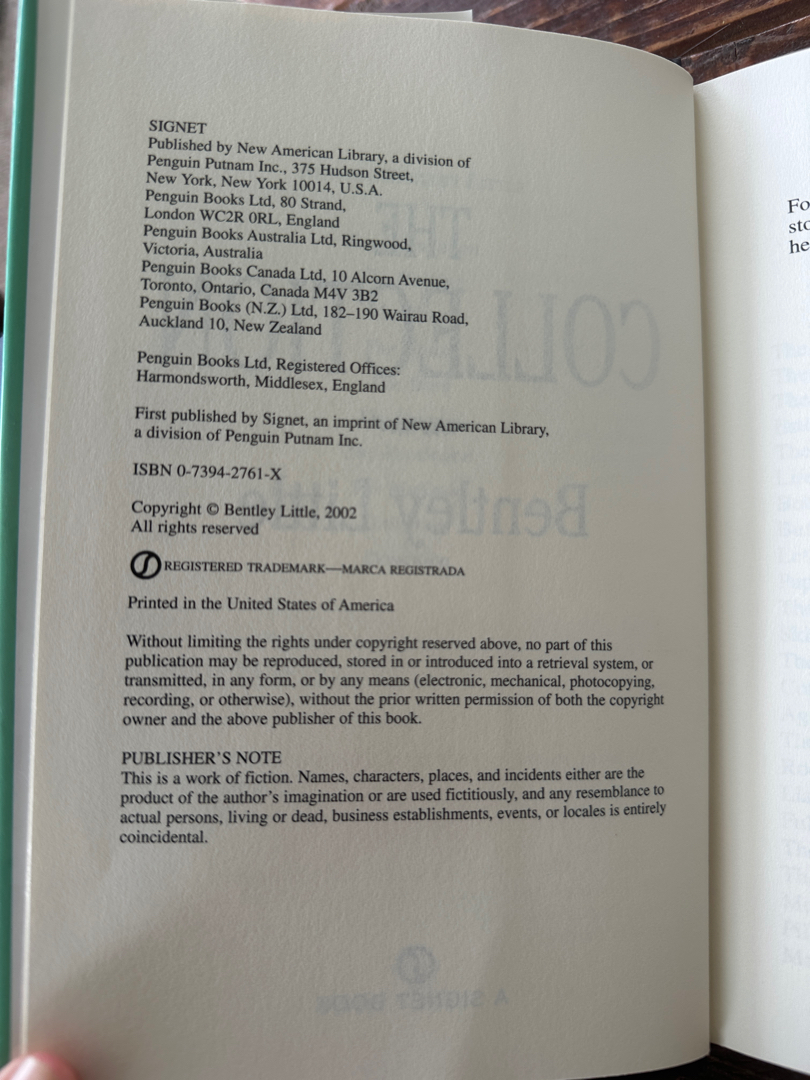 SIGNET
Published by New American Library, a division of
Penguin Putnam Inc., 375 Hudson Street,
New York, New York 10014, U.S.A.
Penguin Books Ltd, 80 Strand,
London WC2R 0RL, England
Penguin Books Australia Ltd, Ringwood,
Victoria, Australia
Penguin Books Canada Ltd, 10 Alcorn Avenue,
Toronto, Ontario, Canada M4V 3B2
Penguin Books (N.Z.) Ltd, 182–190 Wairau Road,
Auckland 10, New Zealand
Penguin Books Ltd, Registered Offices:
Harmondsworth, Middlesex, England
First published by Signet, an imprint of New American Library,
a division of Penguin Putnam Inc.
ISBN 0-7394-2761-X
Copyright © Bentley Little, 2002
All rights reserved
REGISTERED TRADEMARK—MARCA REGISTRADA
Printed in the United States of America
Without limiting the rights under copyright reserved above, no part of this
publication may be reproduced, stored in or introduced into a retrieval system, or
transmitted, in any form, or by any means (electronic, mechanical, photocopying,
recording, or otherwise), without the prior written permission of both the copyright
owner and the above publisher of this book.
PUBLISHER'S NOTE
This is a work of fiction. Names, characters, places, and incidents either are the
product of the author's imagination or are used fictitiously, and any resemblance to
actual persons, living or dead, business establishments, events, or locales is entirely
coincidental.